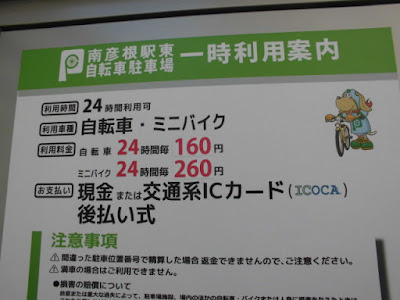 南彦根駅東
自転車駐車場
一時利用案内
利用時間 24時間利用可
利用車種 自転車・ミニバイク
利用料金 自転車 24時間毎 160円
ミニバイク 24時間毎 260円
お支払い 現金または交通系ICカード(ICOCA)
後払い式
注意事項
⚠間違った駐車位置番号で精算した場合返金できませんので、ご注意ください。
⚠満車の場合はご利用できません。
●損害の賠償について